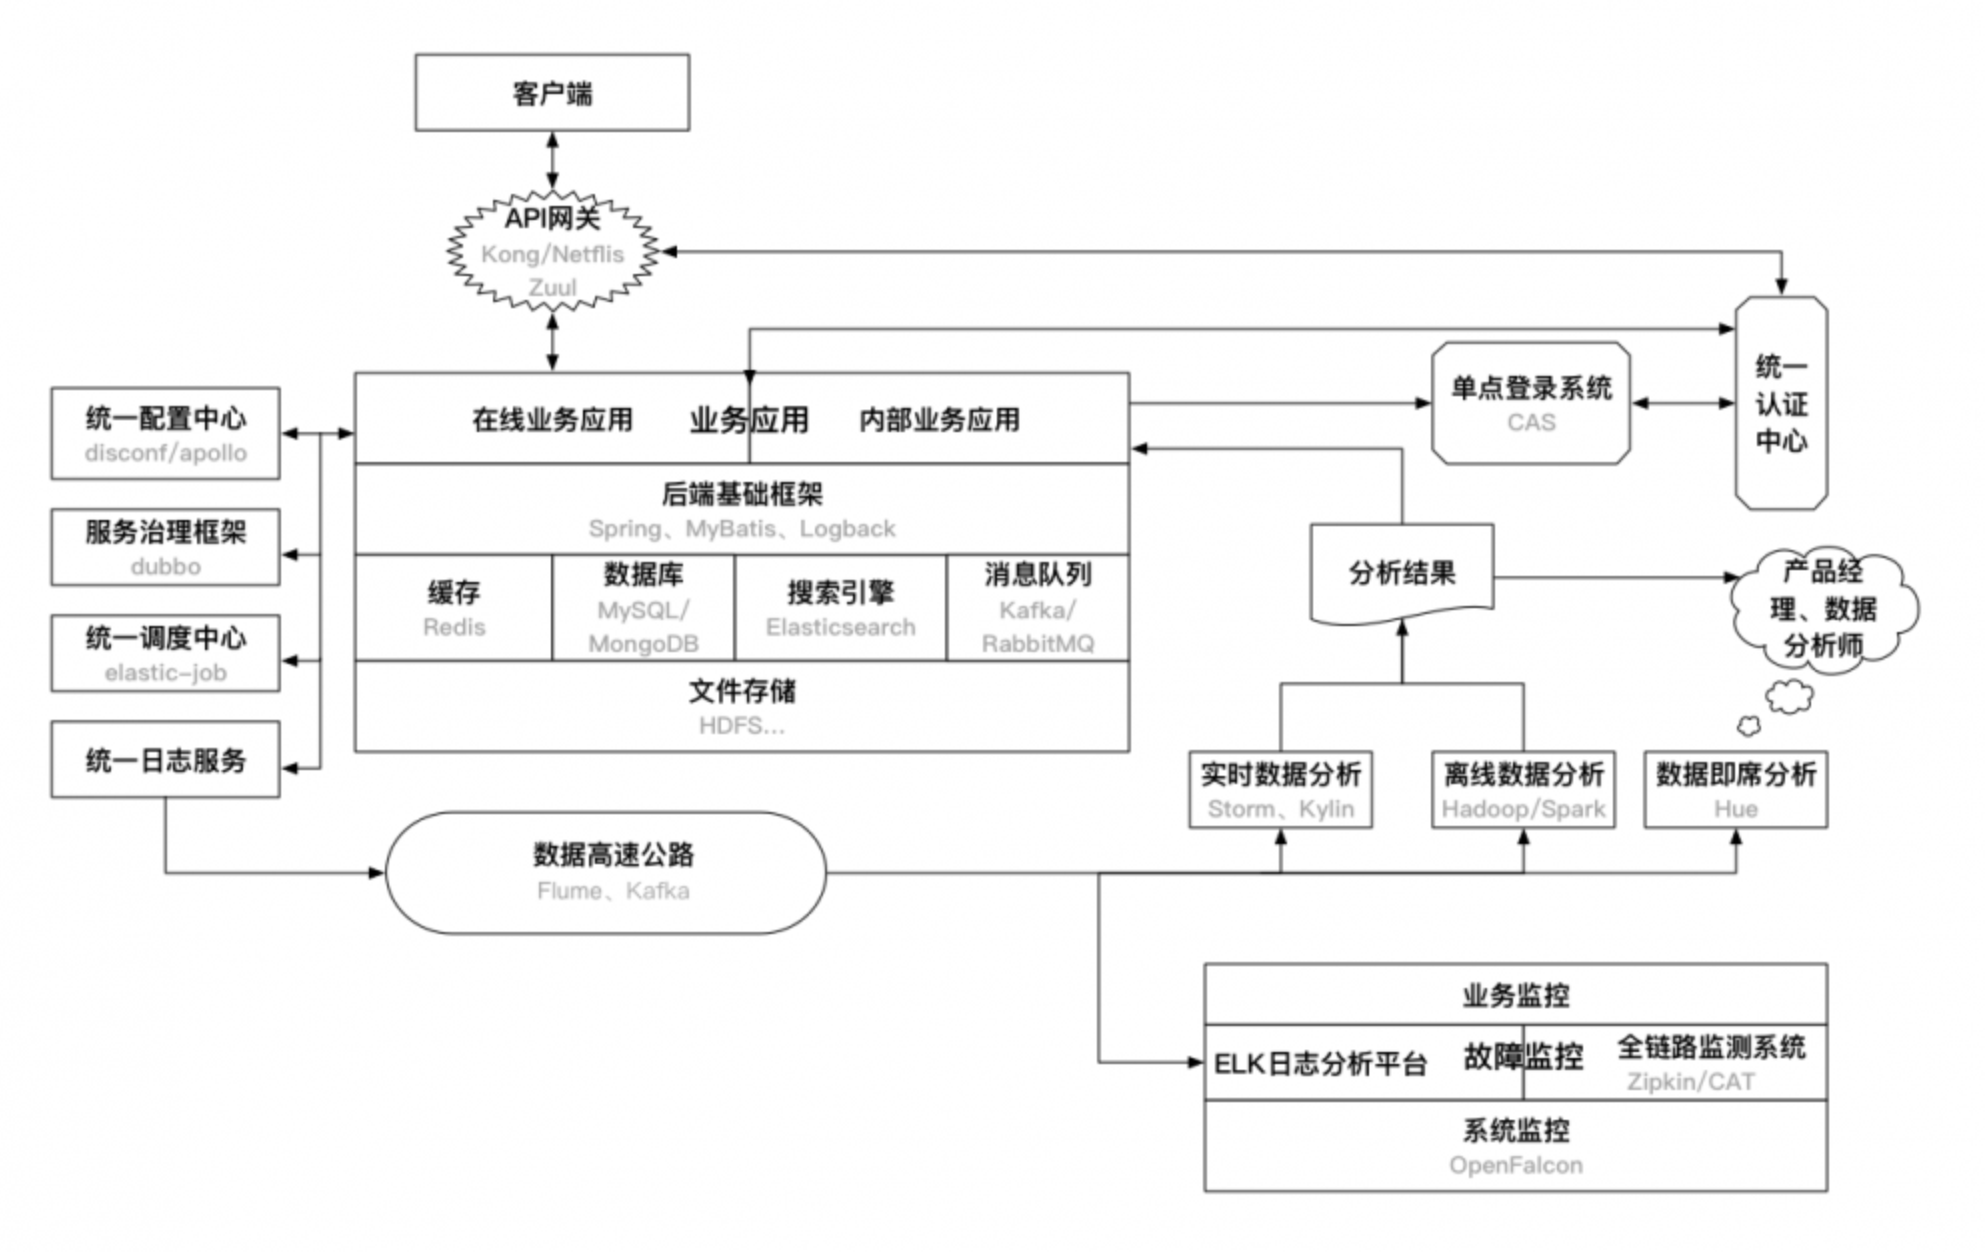 客户端
API网关
Kong/Netflis
Zuul
统一配置中心
disconf/apollo
服务治理框架
dubbo
统一调度中心
elastic-job
统一日志服务
在线业务应用
业务应用
内部业务应用
后端基础框架
Spring、MyBatis、Logback
缓存
Redis
数据库
MySQL/
MongoDB
搜索引擎
Elasticsearch
消息队列
Kafka/
RabbitMQ
文件存储
HDFS...
单点登录系统
CAS
统一
认证
中心
分析结果
产品经
理、数据
分析师
实时数据分析
Storm、Kylin
离线数据分析
Hadoop/Spark
数据即席分析
Hue
数据高速公路
Flume、Kafka
业务监控
ELK日志分析平台
故障监控
全链路监测系统
Zipkin/CAT
系统监控
OpenFalcon